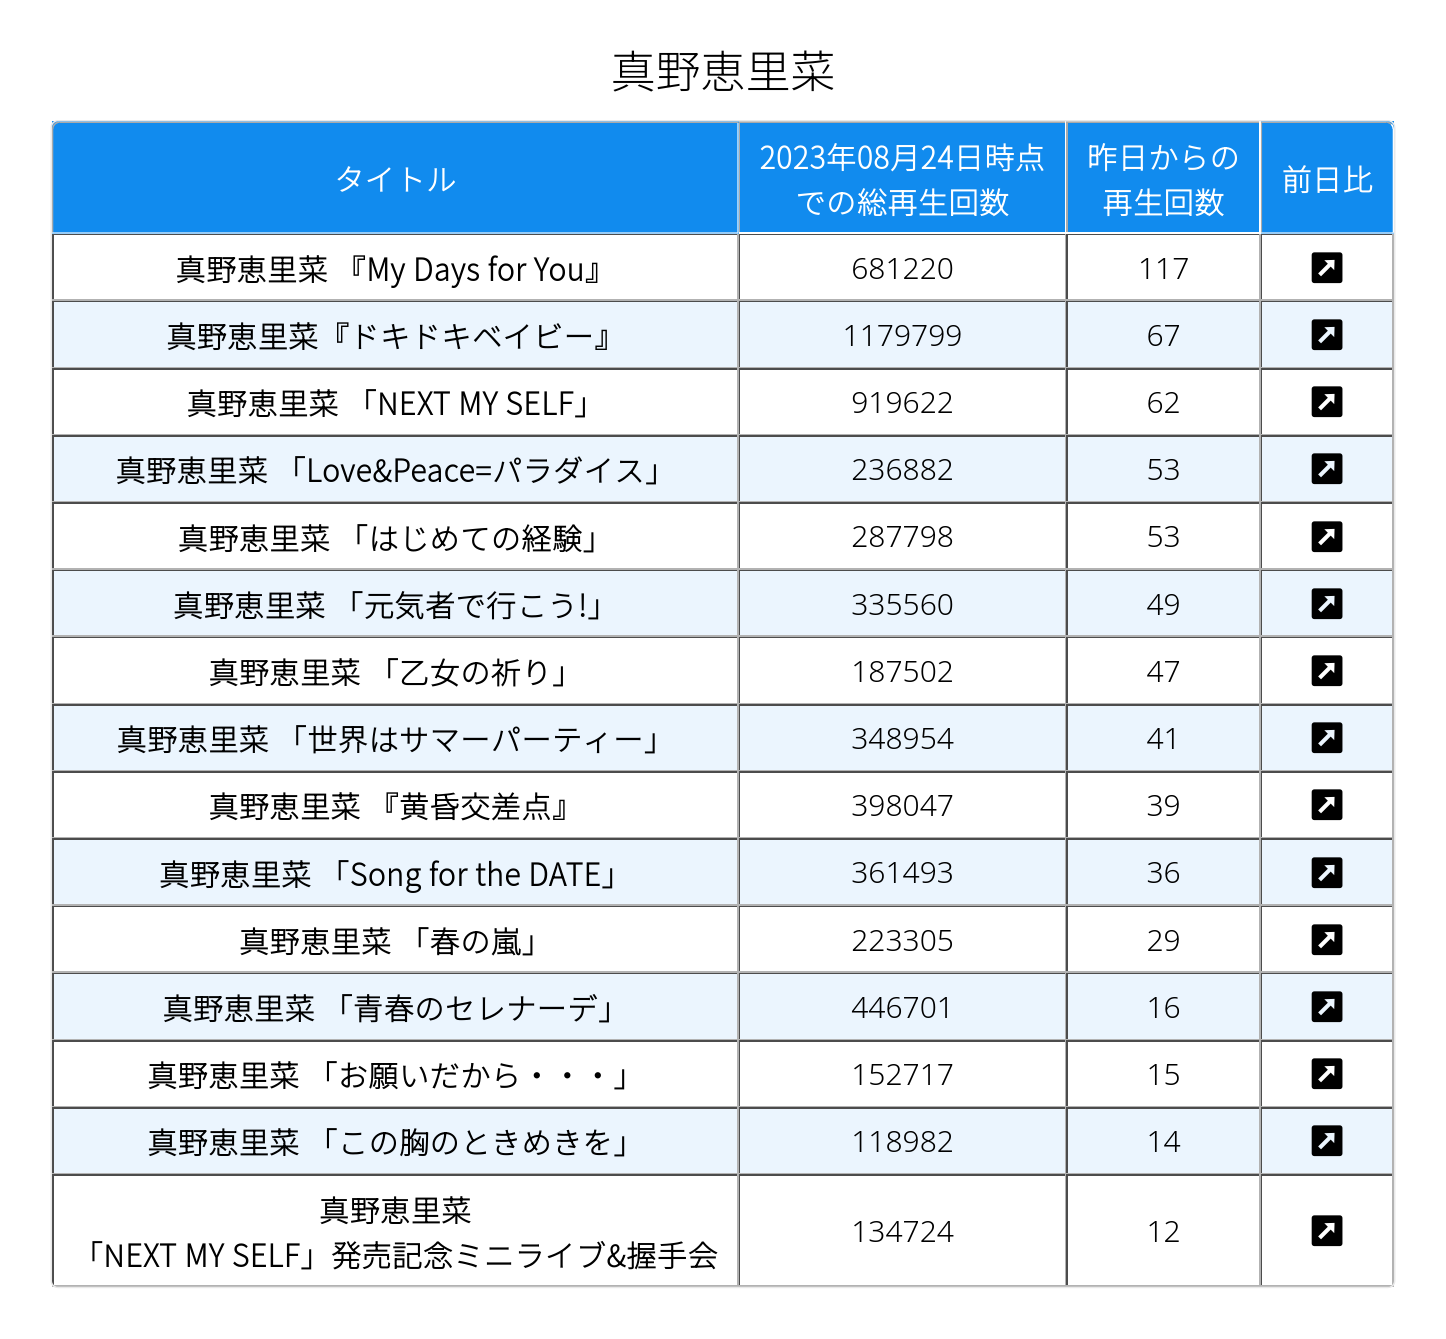 真野恵里菜
タイトル 2023年08月24日時点での総再生回数 昨日からの再生回数 前日比
真野恵里菜 『My Days for You』 681220 117
真野恵里菜『ドキドキベイビー』 1179799 67
真野恵里菜 「NEXT MY SELF」 919622 62
真野恵里菜 「Love&Peace=パラダイス」 236882 53
真野恵里菜 「はじめての経験」 287798 53
真野恵里菜 「元気者で行こう!」 335560 49
真野恵里菜 「乙女の祈り」 187502 47
真野恵里菜 「世界はサマーパーティー」 348954 41
真野恵里菜 『黄昏交差点』 398047 39
真野恵里菜 「Song for the DATE」 361493 36
真野恵里菜 「春の嵐」 223305 29
真野恵里菜 「青春のセレナーデ」 446701 16
真野恵里菜 「お願いだから・・・」 152717 15
真野恵里菜 「この胸のときめきを」 118982 14
真野恵里菜
「NEXT MY SELF」発売記念ミニライブ&握手会 134724 12